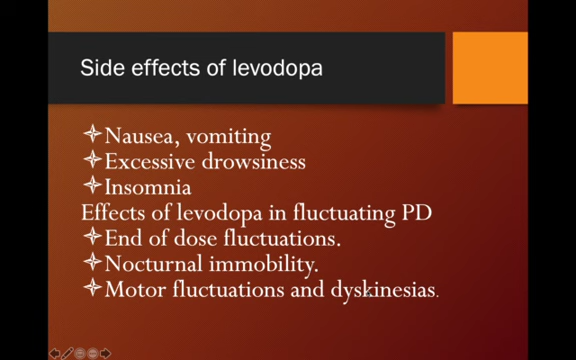 Side effects of levodopa
Nausea, vomiting
Excessive drowsiness
Insomnia
Effects of levodopa in fluctuating PD
End of dose fluctuations.
Nocturnal immobility.
Motor fluctuations and dyskinesias.